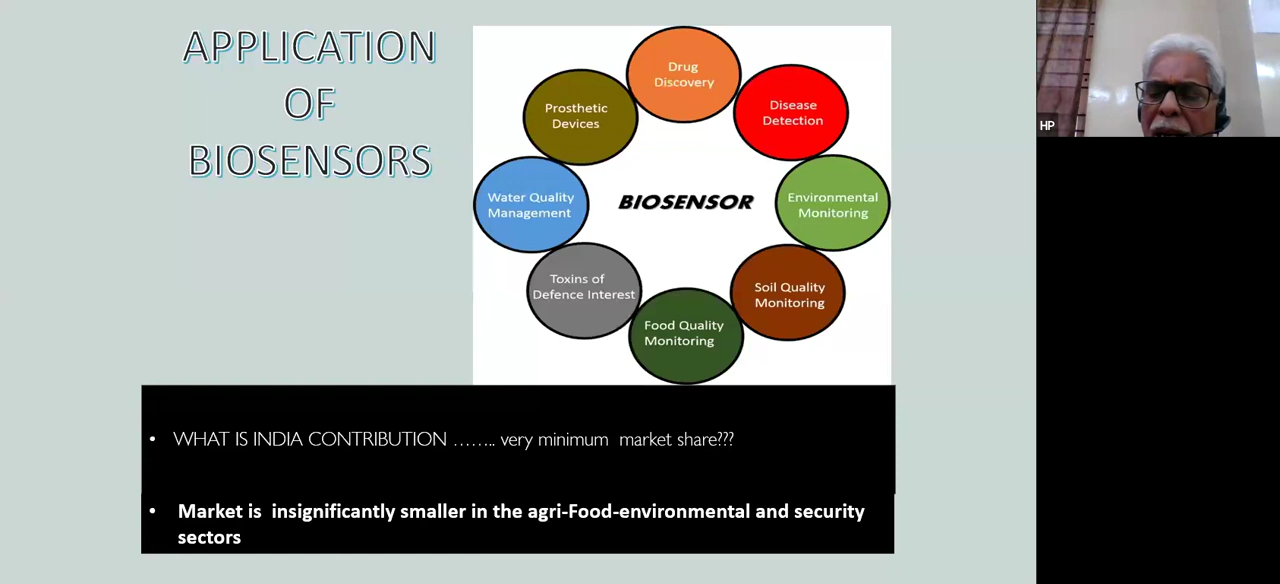 APPLICATION
OF
BIOSENSORS
Drug
Discovery
Disease
Detection
Prosthetic
Devices
Water Quality
Management
BIOSENSOR
Environmental
Monitoring
Toxins of
Defence Interest
Soil Quality
Monitoring
Food Quality
Monitoring
• WHAT IS INDIA CONTRIBUTION …….. very minimum market share???
• Market is insignificantly smaller in the agri-Food-environmental and security
sectors
HP